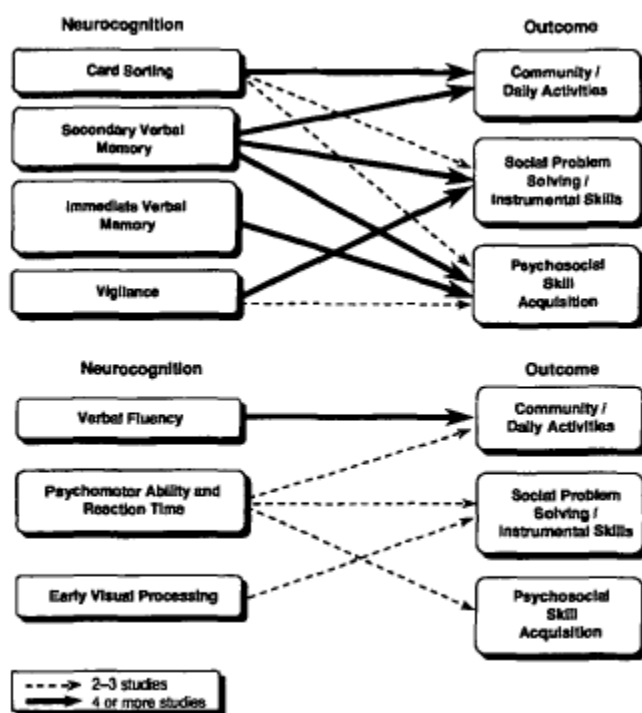 Neurocognition
Outcome
Card Sorting
Community /
Daily Activities
Secondary Verbal
Memory
Social Problem
Solving /
Instrumental Skills
Immediate Verbal
Memory
Psychosocial
Skill
Acquisition
Vigilance
Neurocognition
Outcome
Verbal Fluency
Community /
Daily Activities
Psychomotor Ability and
Reaction Time
Social Problem
Solving /
Instrumental Skills
Early Visual Processing
Psychosocial
Skill
Acquisition
2–3 studies
4 or more studies